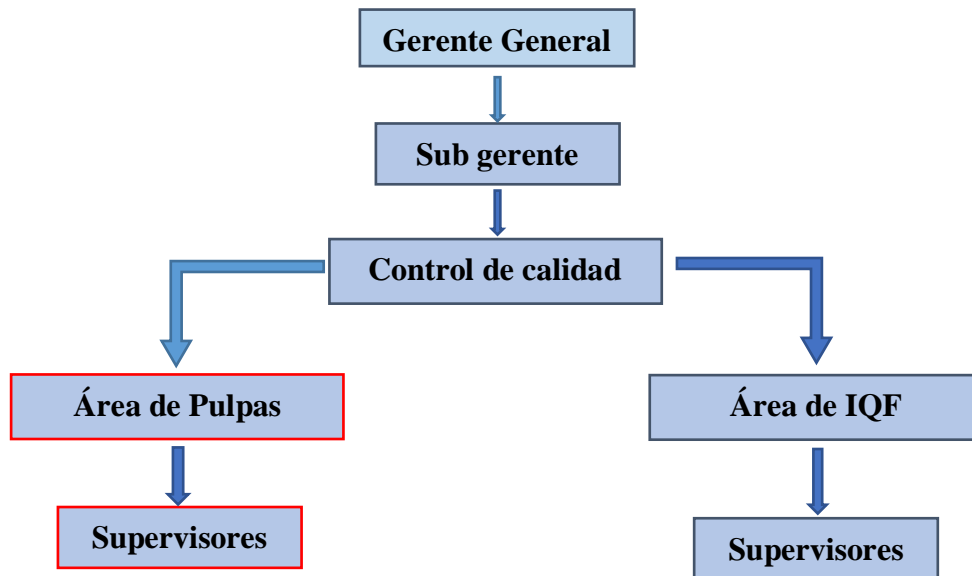 Gerente General
Sub gerente
Control de calidad
Área de Pulpas
Área de IQF
Supervisores
Supervisores